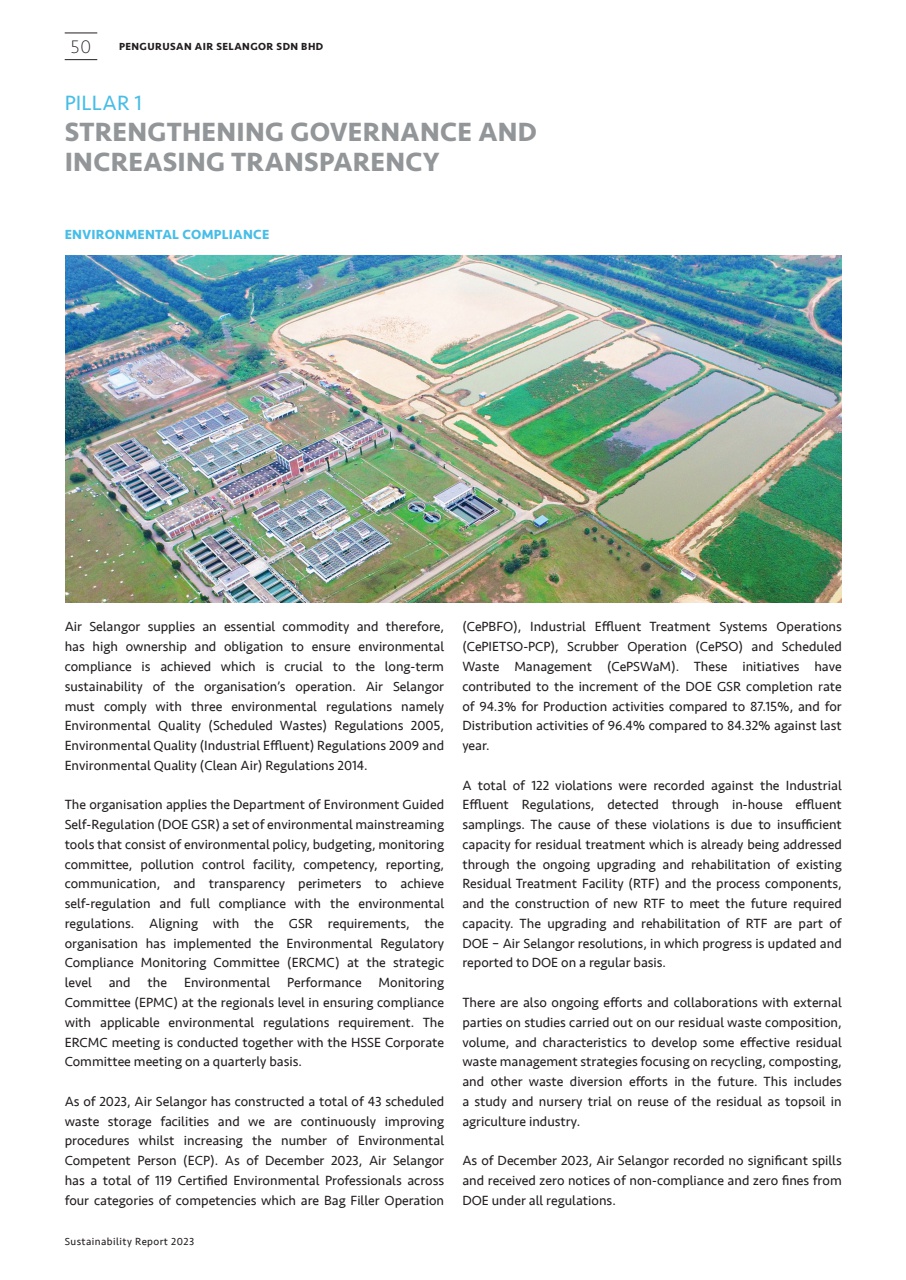 50
PENGURUSAN AIR SELANGOR SDN BHD
PILLAR 1
STRENGTHENING GOVERNANCE AND
INCREASING TRANSPARENCY
ENVIRONMENTAL COMPLIANCE
Air Selangor supplies an essential commodity and therefore,
has high ownership and obligation to ensure environmental
compliance is achieved which is crucial to the long-term
sustainability of the organisation's operation. Air Selangor
must comply with three environmental regulations namely
Environmental Quality (Scheduled Wastes) Regulations 2005,
Environmental Quality (Industrial Effluent) Regulations 2009 and
Environmental Quality (Clean Air) Regulations 2014.
The organisation applies the Department of Environment Guided
Self-Regulation (DOE GSR) a set of environmental mainstreaming
tools that consist of environmental policy, budgeting, monitoring
committee, pollution control facility, competency, reporting,
communication, and transparency perimeters to achieve
self-regulation and full compliance with the environmental
regulations. Aligning with the GSR requirements, the
organisation has implemented the Environmental Regulatory
Compliance Monitoring Committee (ERCMC) at the strategic
level and the Environmental Performance Monitoring
Committee (EPMC) at the regionals level in ensuring compliance
with applicable environmental regulations requirement. The
ERCMC meeting is conducted together with the HSSE Corporate
Committee meeting on a quarterly basis.
As of 2023, Air Selangor has constructed a total of 43 scheduled
waste storage facilities and we are continuously improving
procedures whilst increasing the number of Environmental
Competent Person (ECP). As of December 2023, Air Selangor
has a total of 119 Certified Environmental Professionals across
four categories of competencies which are Bag Filler Operation
(CePBFO), Industrial Effluent Treatment Systems Operations
(CePIETSO-PCP), Scrubber Operation (CePSO) and Scheduled
Waste Management (CePSWaM). These initiatives have
contributed to the increment of the DOE GSR completion rate
of 94.3% for Production activities compared to 87.15%, and for
Distribution activities of 96.4% compared to 84.32% against last
year.
A total of 122 violations were recorded against the Industrial
Effluent Regulations, detected through in-house effluent
samplings. The cause of these violations is due to insufficient
capacity for residual treatment which is already being addressed
through the ongoing upgrading and rehabilitation of existing
Residual Treatment Facility (RTF) and the process components,
and the construction of new RTF to meet the future required
capacity. The upgrading and rehabilitation of RTF are part of
DOE – Air Selangor resolutions, in which progress is updated and
reported to DOE on a regular basis.
There are also ongoing efforts and collaborations with external
parties on studies carried out on our residual waste composition,
volume, and characteristics to develop some effective residual
waste management strategies focusing on recycling, composting,
and other waste diversion efforts in the future. This includes
a study and nursery trial on reuse of the residual as topsoil in
agriculture industry.
As of December 2023, Air Selangor recorded no significant spills
and received zero notices of non-compliance and zero fines from
DOE under all regulations.
Sustainability Report 2023